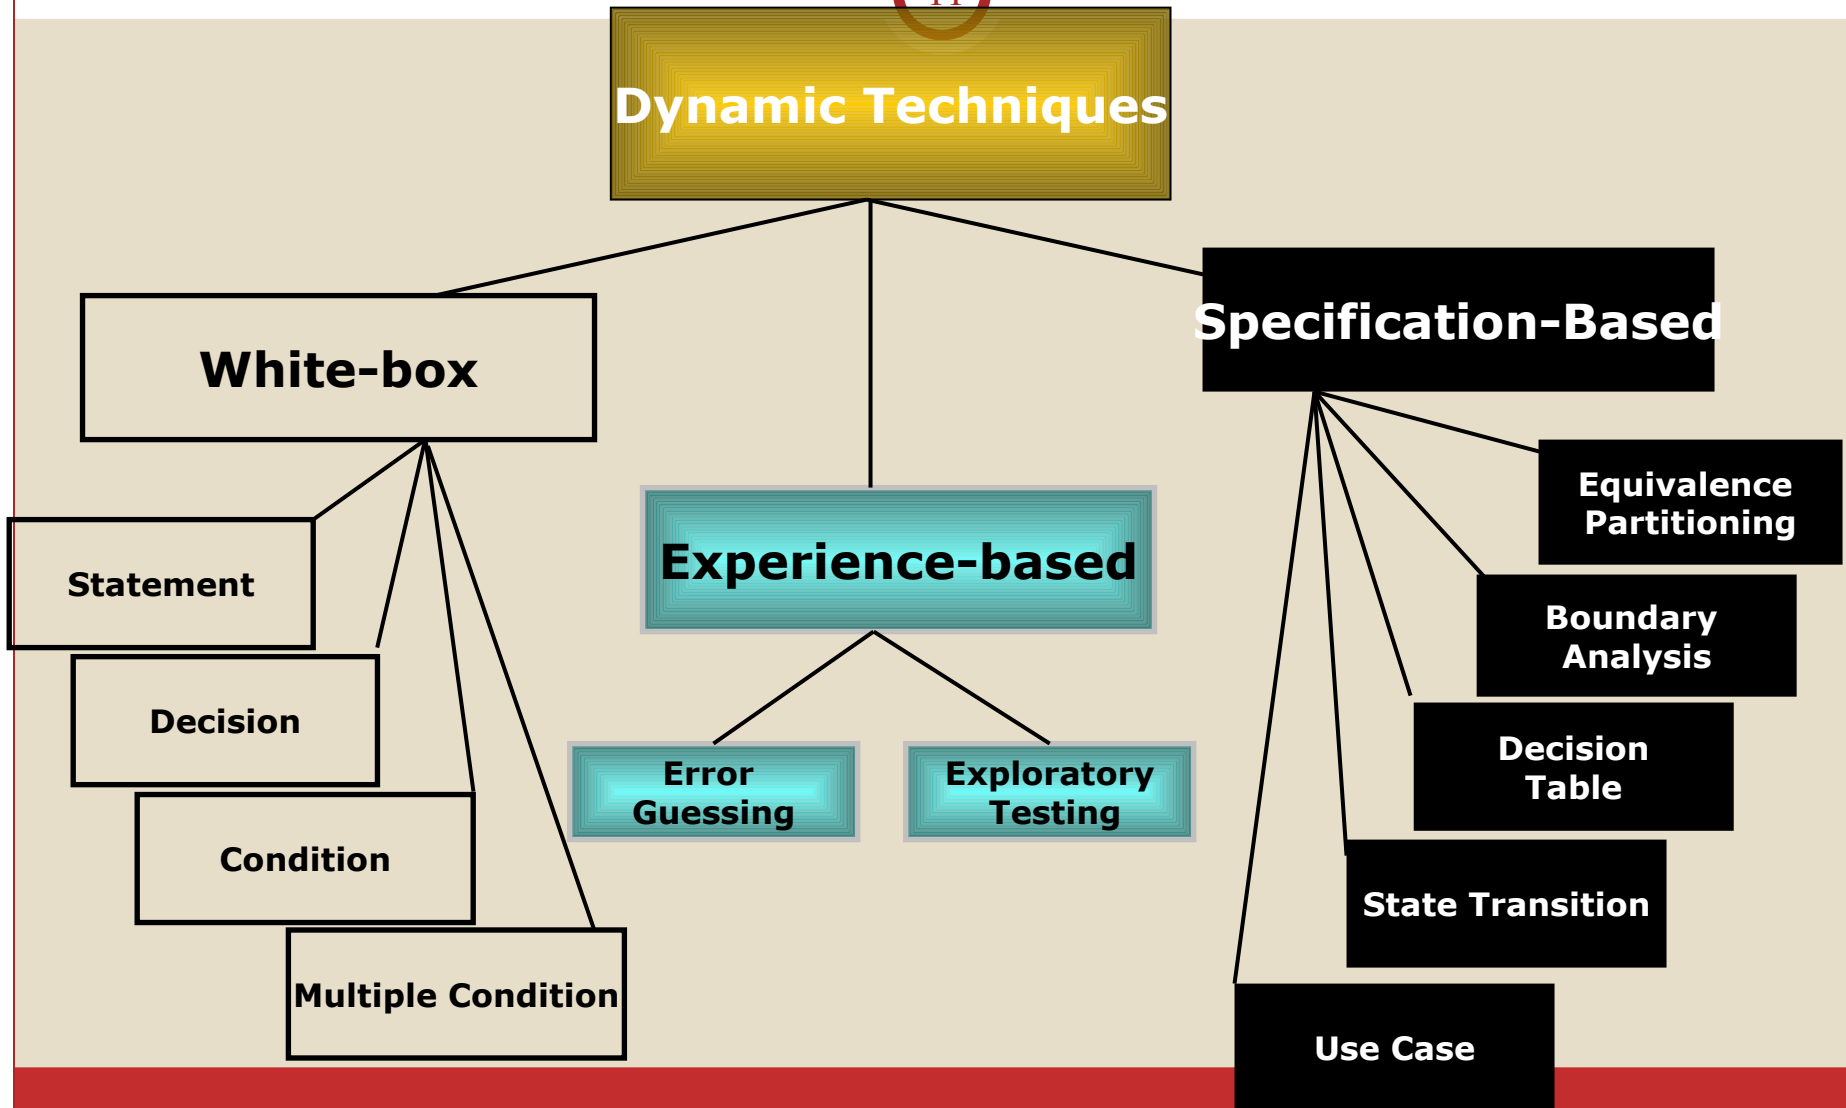 Dynamic Techniques
Specification-Based
White-box
Equivalence
Partitioning
Experience-based
Statement
Boundary
Analysis
Decision
Decision
Table
Error
Guessing
Exploratory
Testing
Condition
State Transition
Multiple Condition
Use Case